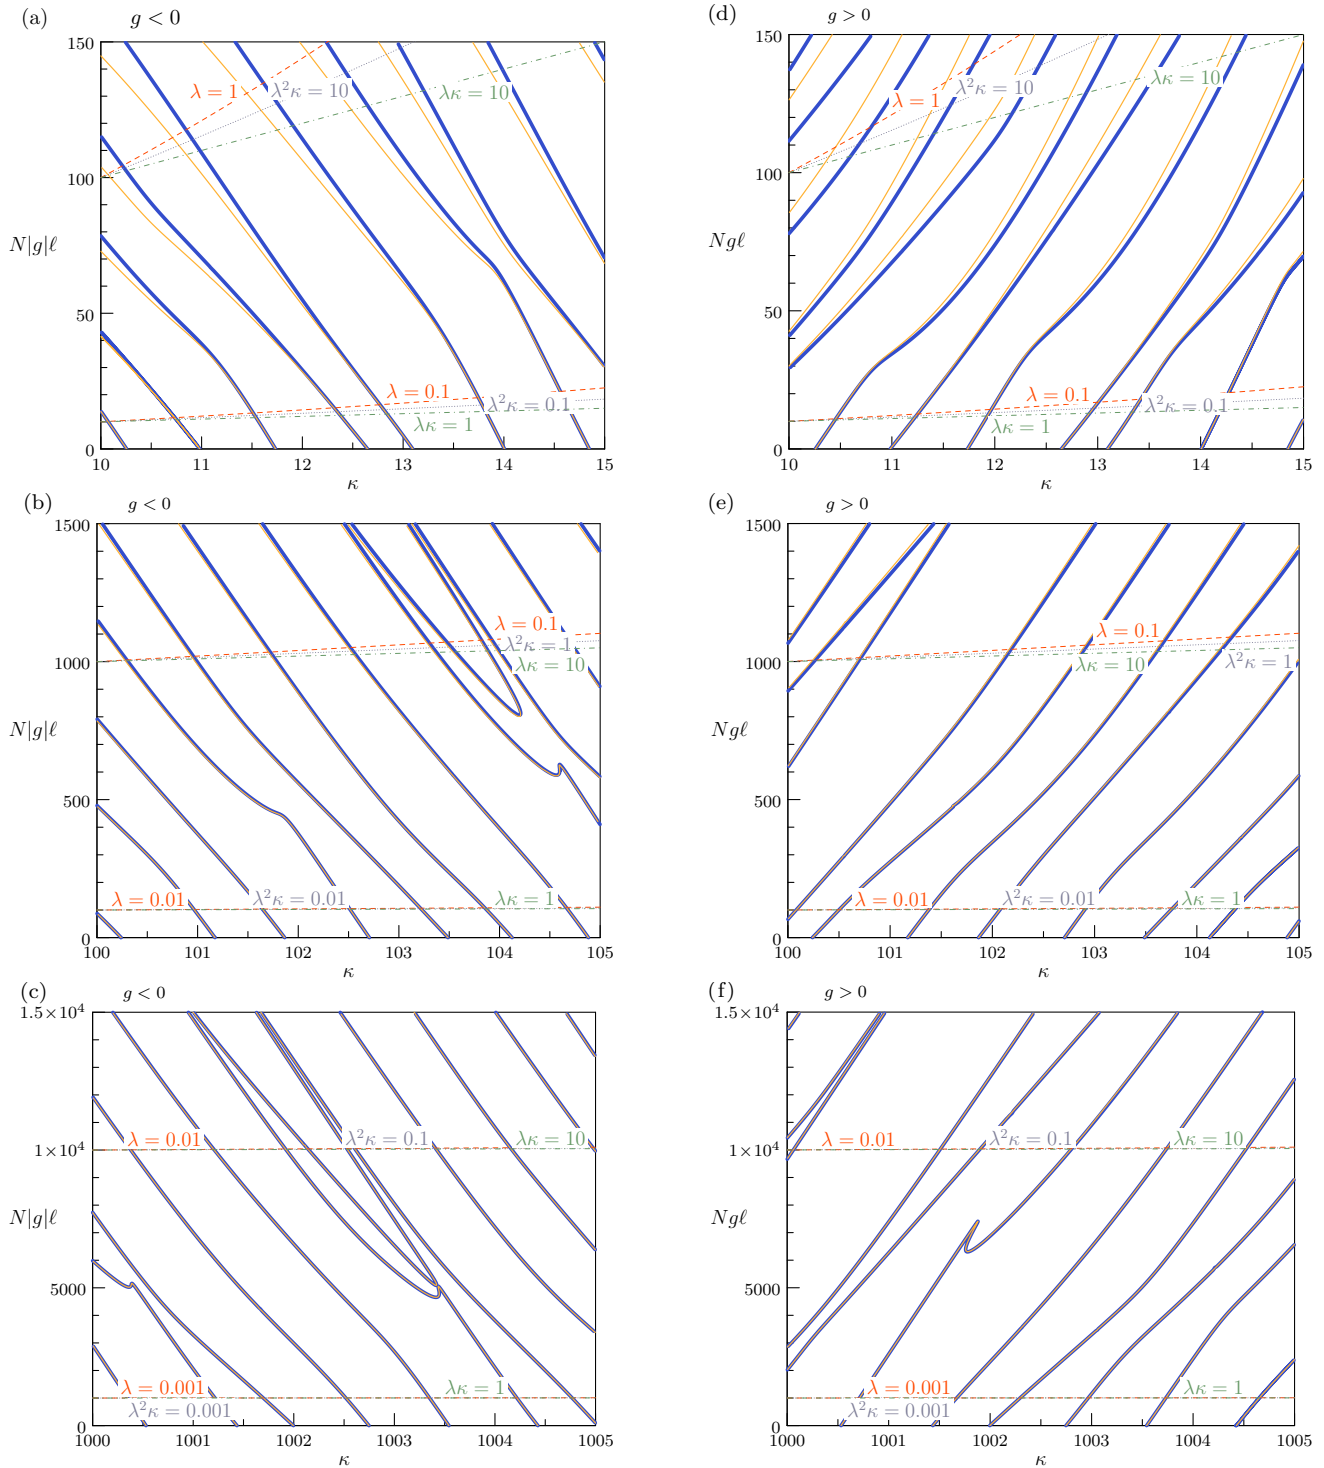 (a)
g < 0
150
100
50
0
N|g|ℓ
λ = 1
λ²κ = 10
λκ = 10
λ = 0.1
λ²κ = 0.1
λκ = 1
10
11
12
13
14
15
κ
(d)
g > 0
150
100
50
0
Ngℓ
λ = 1
λ²κ = 10
λκ = 10
λ = 0.1
λ²κ = 0.1
λκ = 1
10
11
12
13
14
15
κ
(b)
g < 0
1500
1000
500
0
N|g|ℓ
λ = 0.1
λ²κ = 1
λκ = 10
λ = 0.01
λ²κ = 0.01
λκ = 1
100
101
102
103
104
105
κ
(e)
g > 0
1500
1000
500
0
Ngℓ
λ = 0.1
λκ = 10
λ²κ = 1
λ = 0.01
λ²κ = 0.01
λκ = 1
100
101
102
103
104
105
κ
(c)
g < 0
1.5×10⁴
1×10⁴
5000
0
N|g|ℓ
λ = 0.01
λ²κ = 0.1
λκ = 10
λ = 0.001
λκ = 1
λ²κ = 0.001
1000
1001
1002
1003
1004
1005
κ
(f)
g > 0
1.5×10⁴
1×10⁴
5000
0
Ngℓ
λ = 0.01
λ²κ = 0.1
λκ = 10
λ = 0.001
λκ = 1
λ²κ = 0.001
1000
1001
1002
1003
1004
1005
κ